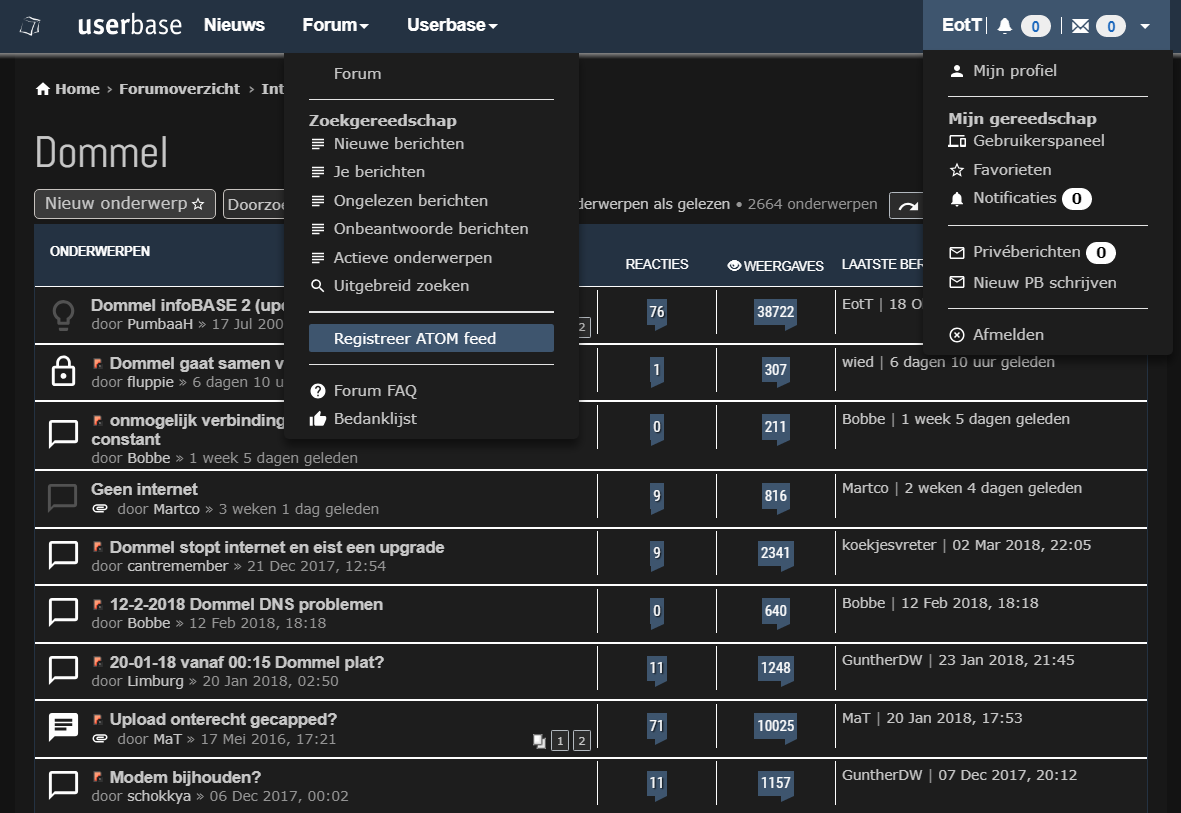 userbase Nieuws Forum Userbase EotT 0 0
Forum
Zoekgereedschap
Nieuwe berichten
Je berichten
Ongelezen berichten
Onbeantwoorde berichten
Actieve onderwerpen
Uitgebreid zoeken
Registreer ATOM feed
Forum FAQ
Bedanklijst
Mijn profiel
Mijn gereedschap
Gebruikerspaneel
Favorieten
Notificaties 0
Privéberichten 0
Nieuw PB schrijven
Afmelden
Home › Forumoverzicht › Int
Dommel
Nieuw onderwerp Doorzoe derwerpen als gelezen • 2664 onderwerpen
ONDERWERPEN REACTIES WEERGAVES LAATSTE BER
Dommel infoBASE 2 (upd 76 38722 EotT | 18 O
door PumbaaH » 17 Jul 200 2
Dommel gaat samen v 1 307 wied | 6 dagen 10 uur geleden
door fluppie » 6 dagen 10 u
onmogelijk verbinding 0 211 Bobbe | 1 week 5 dagen geleden
constant
door Bobbe » 1 week 5 dagen geleden
Geen internet 9 816 Martco | 2 weken 4 dagen geleden
door Martco » 3 weken 1 dag geleden
Dommel stopt internet en eist een upgrade 9 2341 koekjesvreter | 02 Mar 2018, 22:05
door cantremember » 21 Dec 2017, 12:54
12-2-2018 Dommel DNS problemen 0 640 Bobbe | 12 Feb 2018, 18:18
door Bobbe » 12 Feb 2018, 18:18
20-01-18 vanaf 00:15 Dommel plat? 11 1248 GuntherDW | 23 Jan 2018, 21:45
door Limburg » 20 Jan 2018, 02:50
Upload onterecht gecapped? 71 10025 MaT | 20 Jan 2018, 17:53
door MaT » 17 Mei 2016, 17:21 1 2
Modem bijhouden? 11 1157 GuntherDW | 07 Dec 2017, 20:12
door schokkya » 06 Dec 2017, 00:02